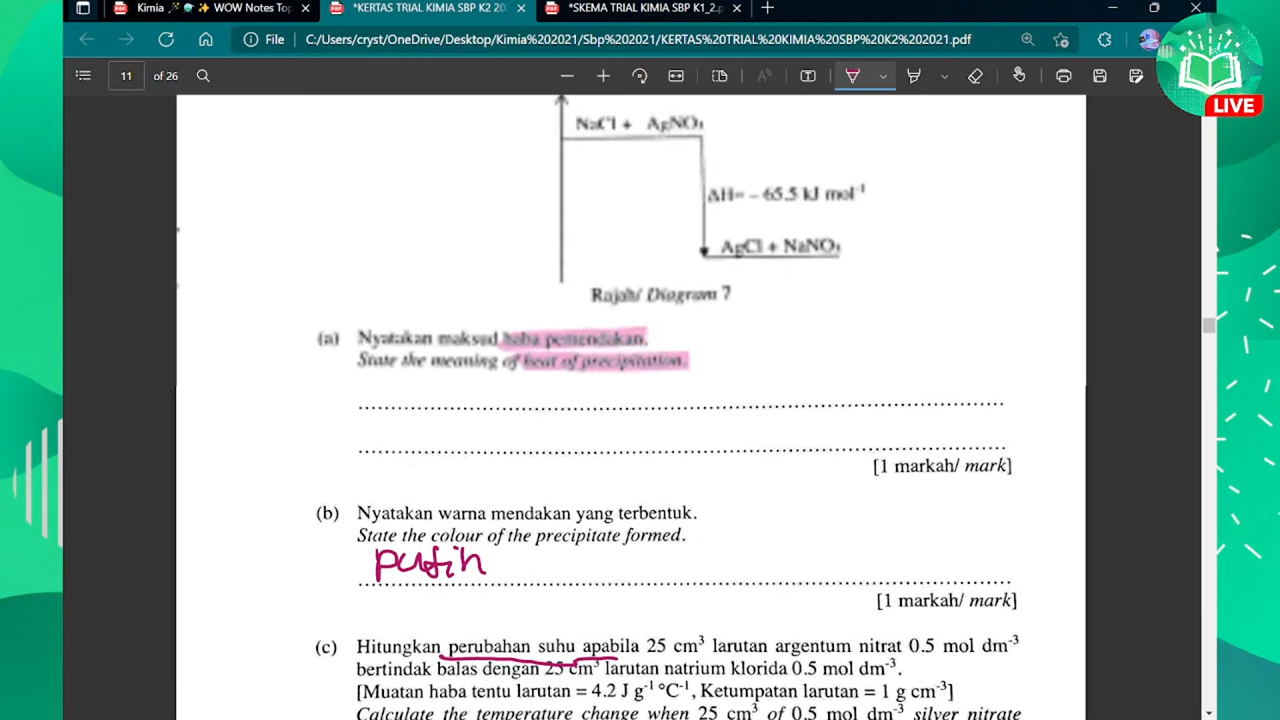 Kimia 🪄 🧪 ✨ WOW Notes Top
*KERTAS TRIAL KIMIA SBP K2 202
*SKEMA TRIAL KIMIA SBP K1_2.p
File
C:/Users/cryst/OneDrive/Desktop/Kimia%202021/Sbp%202021/KERTAS%20TRIAL%20KIMIA%20SBP%20K2%202021.pdf
11 of 26
LIVE
NaCl + AgNO₃
ΔH= – 65.5 kJ mol⁻¹
AgCl + NaNO₃
Rajah/ Diagram 7
(a) Nyatakan maksud haba pemendakan.
State the meaning of heat of precipitation.
[1 markah/ mark]
(b) Nyatakan warna mendakan yang terbentuk.
State the colour of the precipitate formed.
putih
[1 markah/ mark]
(c) Hitungkan perubahan suhu apabila 25 cm³ larutan argentum nitrat 0.5 mol dm⁻³
bertindak balas dengan 25 cm³ larutan natrium klorida 0.5 mol dm⁻³.
[Muatan haba tentu larutan = 4.2 J g⁻¹ °C⁻¹, Ketumpatan larutan = 1 g cm⁻³]
Calculate the temperature change when 25 cm³ of 0.5 mol dm⁻³ silver nitrate